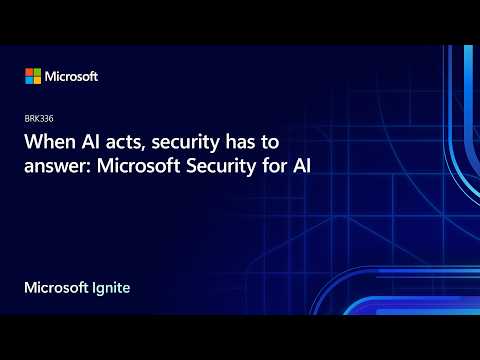 Microsoft
BRK336
When AI acts, security has to
answer: Microsoft Security for AI
Microsoft Ignite